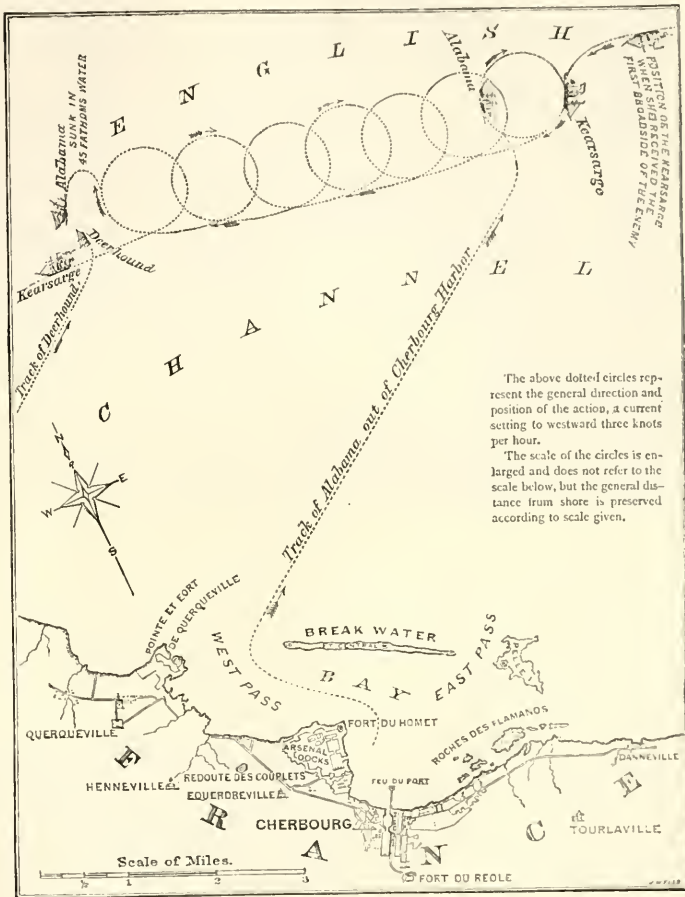 ENGLISH
CHANNEL
Alabama
SUNK IN
45 FATHOMS WATER
Alabama
Kearsarge
POSITION OF THE KEARSARGE
WHEN SHE RECEIVED THE
FIRST BROADSIDE OF THE ENEMY
Deerhound
Kearsarge
Track of Deerhound
Track of Alabama out of Cherbourg Harbor
The above dotted circles rep-
resent the general direction and
position of the action, a current
setting to westward three knots
per hour.
The scale of the circles is en-
larged and does not refer to the
scale below, but the general dis-
tance from shore is preserved
according to scale given.
W
E
S
POINTE ET FORT
DE QUERQUEVILLE
WEST PASS
BREAK WATER
FT CENTRAL
BAY
EAST PASS
PELLE I.
QUERQUEVILLE
FORT DU HOMET
ARSENAL
DOCKS
ROCHES DES FLAMANDS
DANNEVILLE
HENNEVILLE
REDOUTE DES COUPLETS
EQUERDREVILLE
FEU DU PORT
CHERBOURG
TOURLAVILLE
FRANCE
FORT DU REOLE
Scale of Miles.
½ 1 2 3